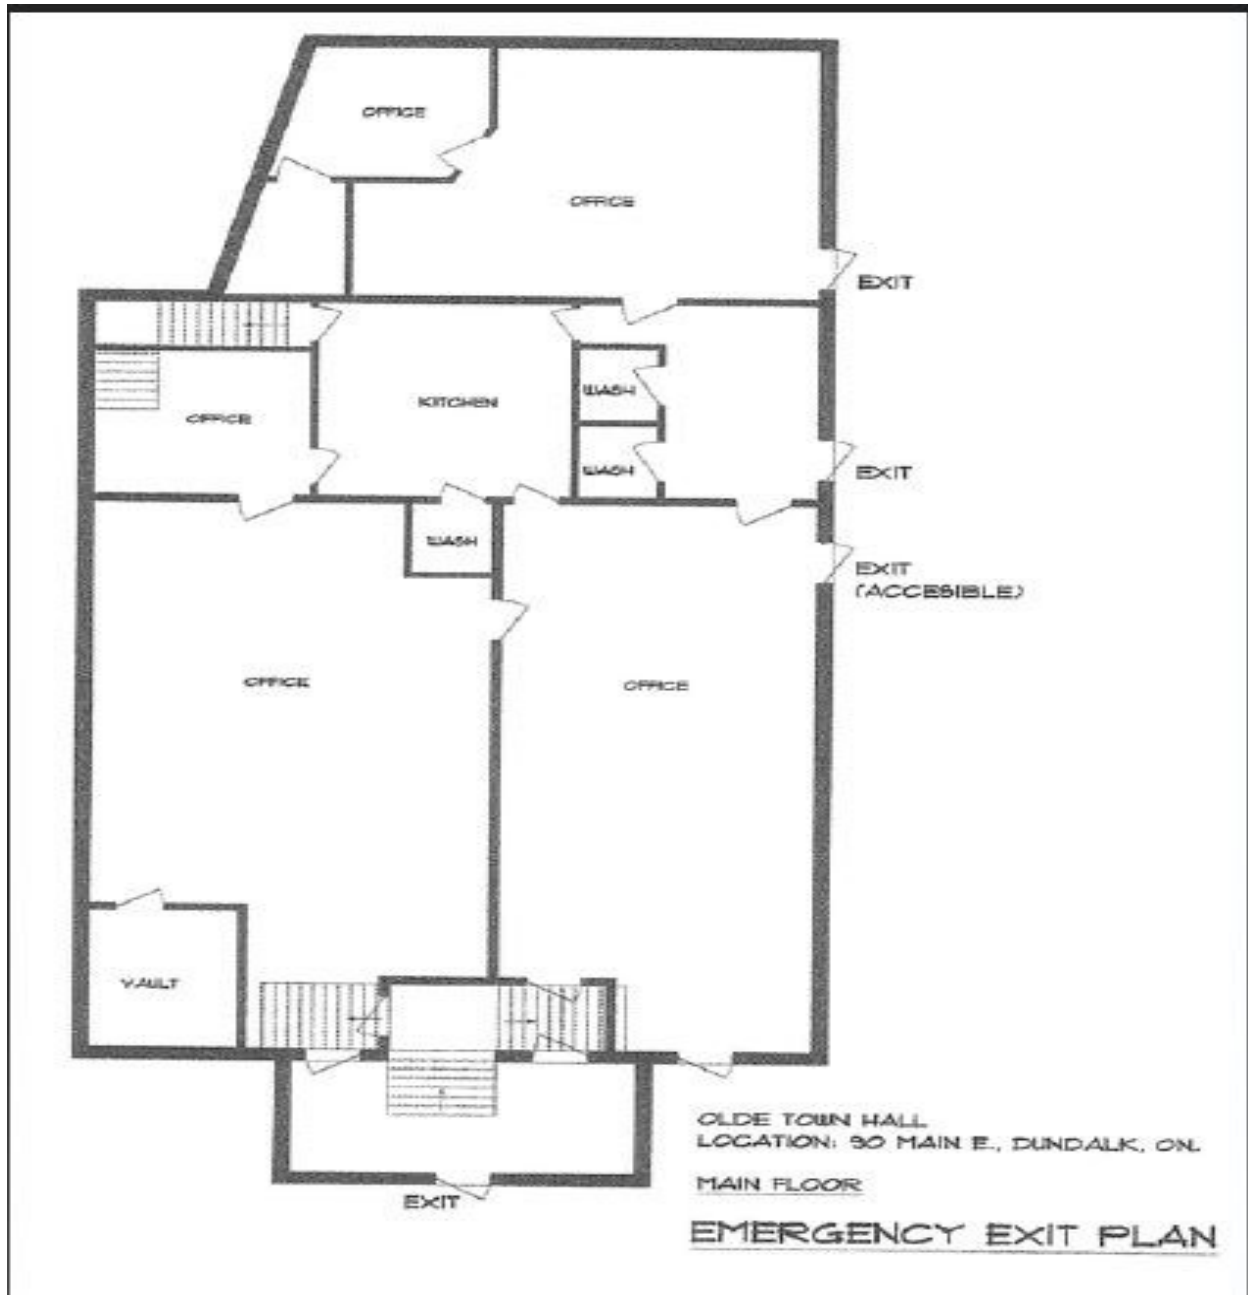 OFFICE
OFFICE
EXIT
KITCHEN
WASH
OFFICE
WASH
EXIT
WASH
EXIT
(ACCESIBLE)
OFFICE
OFFICE
VAULT
OLDE TOWN HALL
LOCATION: 90 MAIN E., DUNDALK, ON.
MAIN FLOOR
EXIT
EMERGENCY EXIT PLAN